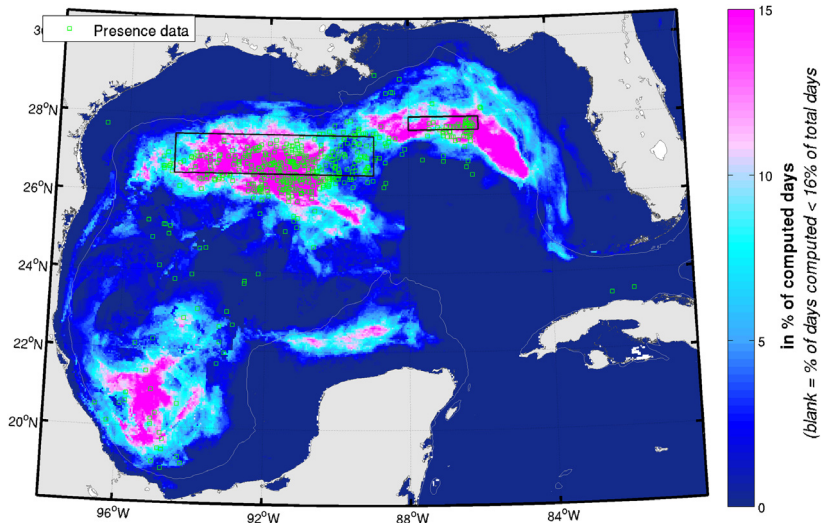 Presence data
30
28°N
26°N
24°N
22°N
20°N
96°W
92°W
88°W
84°W
15
10
5
0
in % of computed days
(blank = % of days computed < 16% of total days)